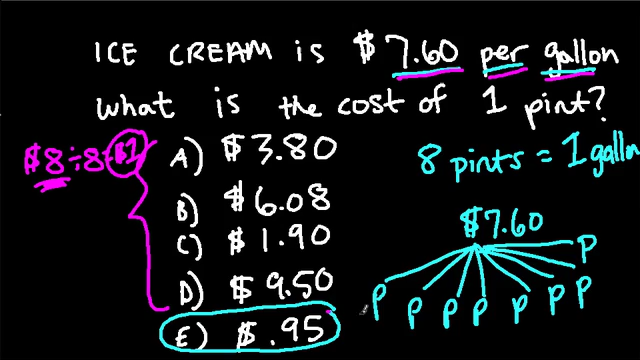 ICE CREAM is $7.60 per gallon
what is the cost of 1 pint?
$8÷8=$1
A) $3.80
B) $6.08
C) $1.90
D) $9.50
E) $.95
8 pints = 1 gallon
$7.60
P P P P P P P P